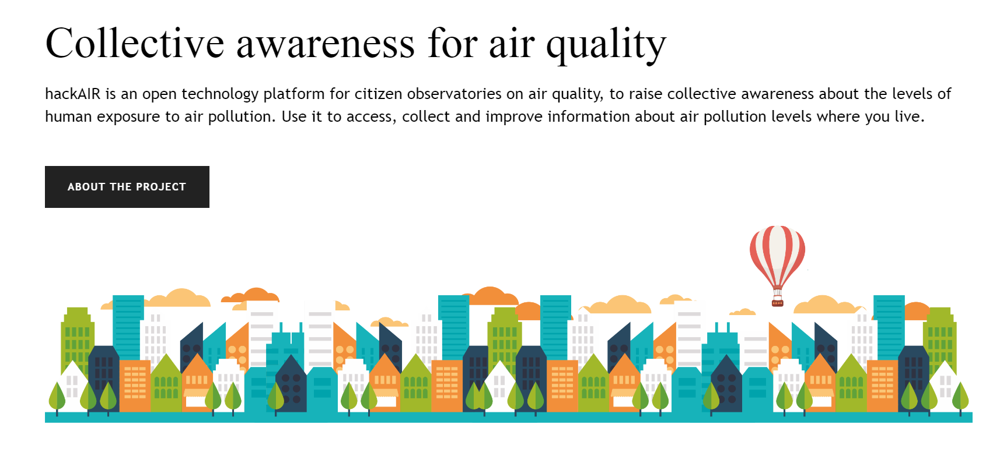 Collective awareness for air quality
hackAIR is an open technology platform for citizen observatories on air quality, to raise collective awareness about the levels of
human exposure to air pollution. Use it to access, collect and improve information about air pollution levels where you live.
ABOUT THE PROJECT